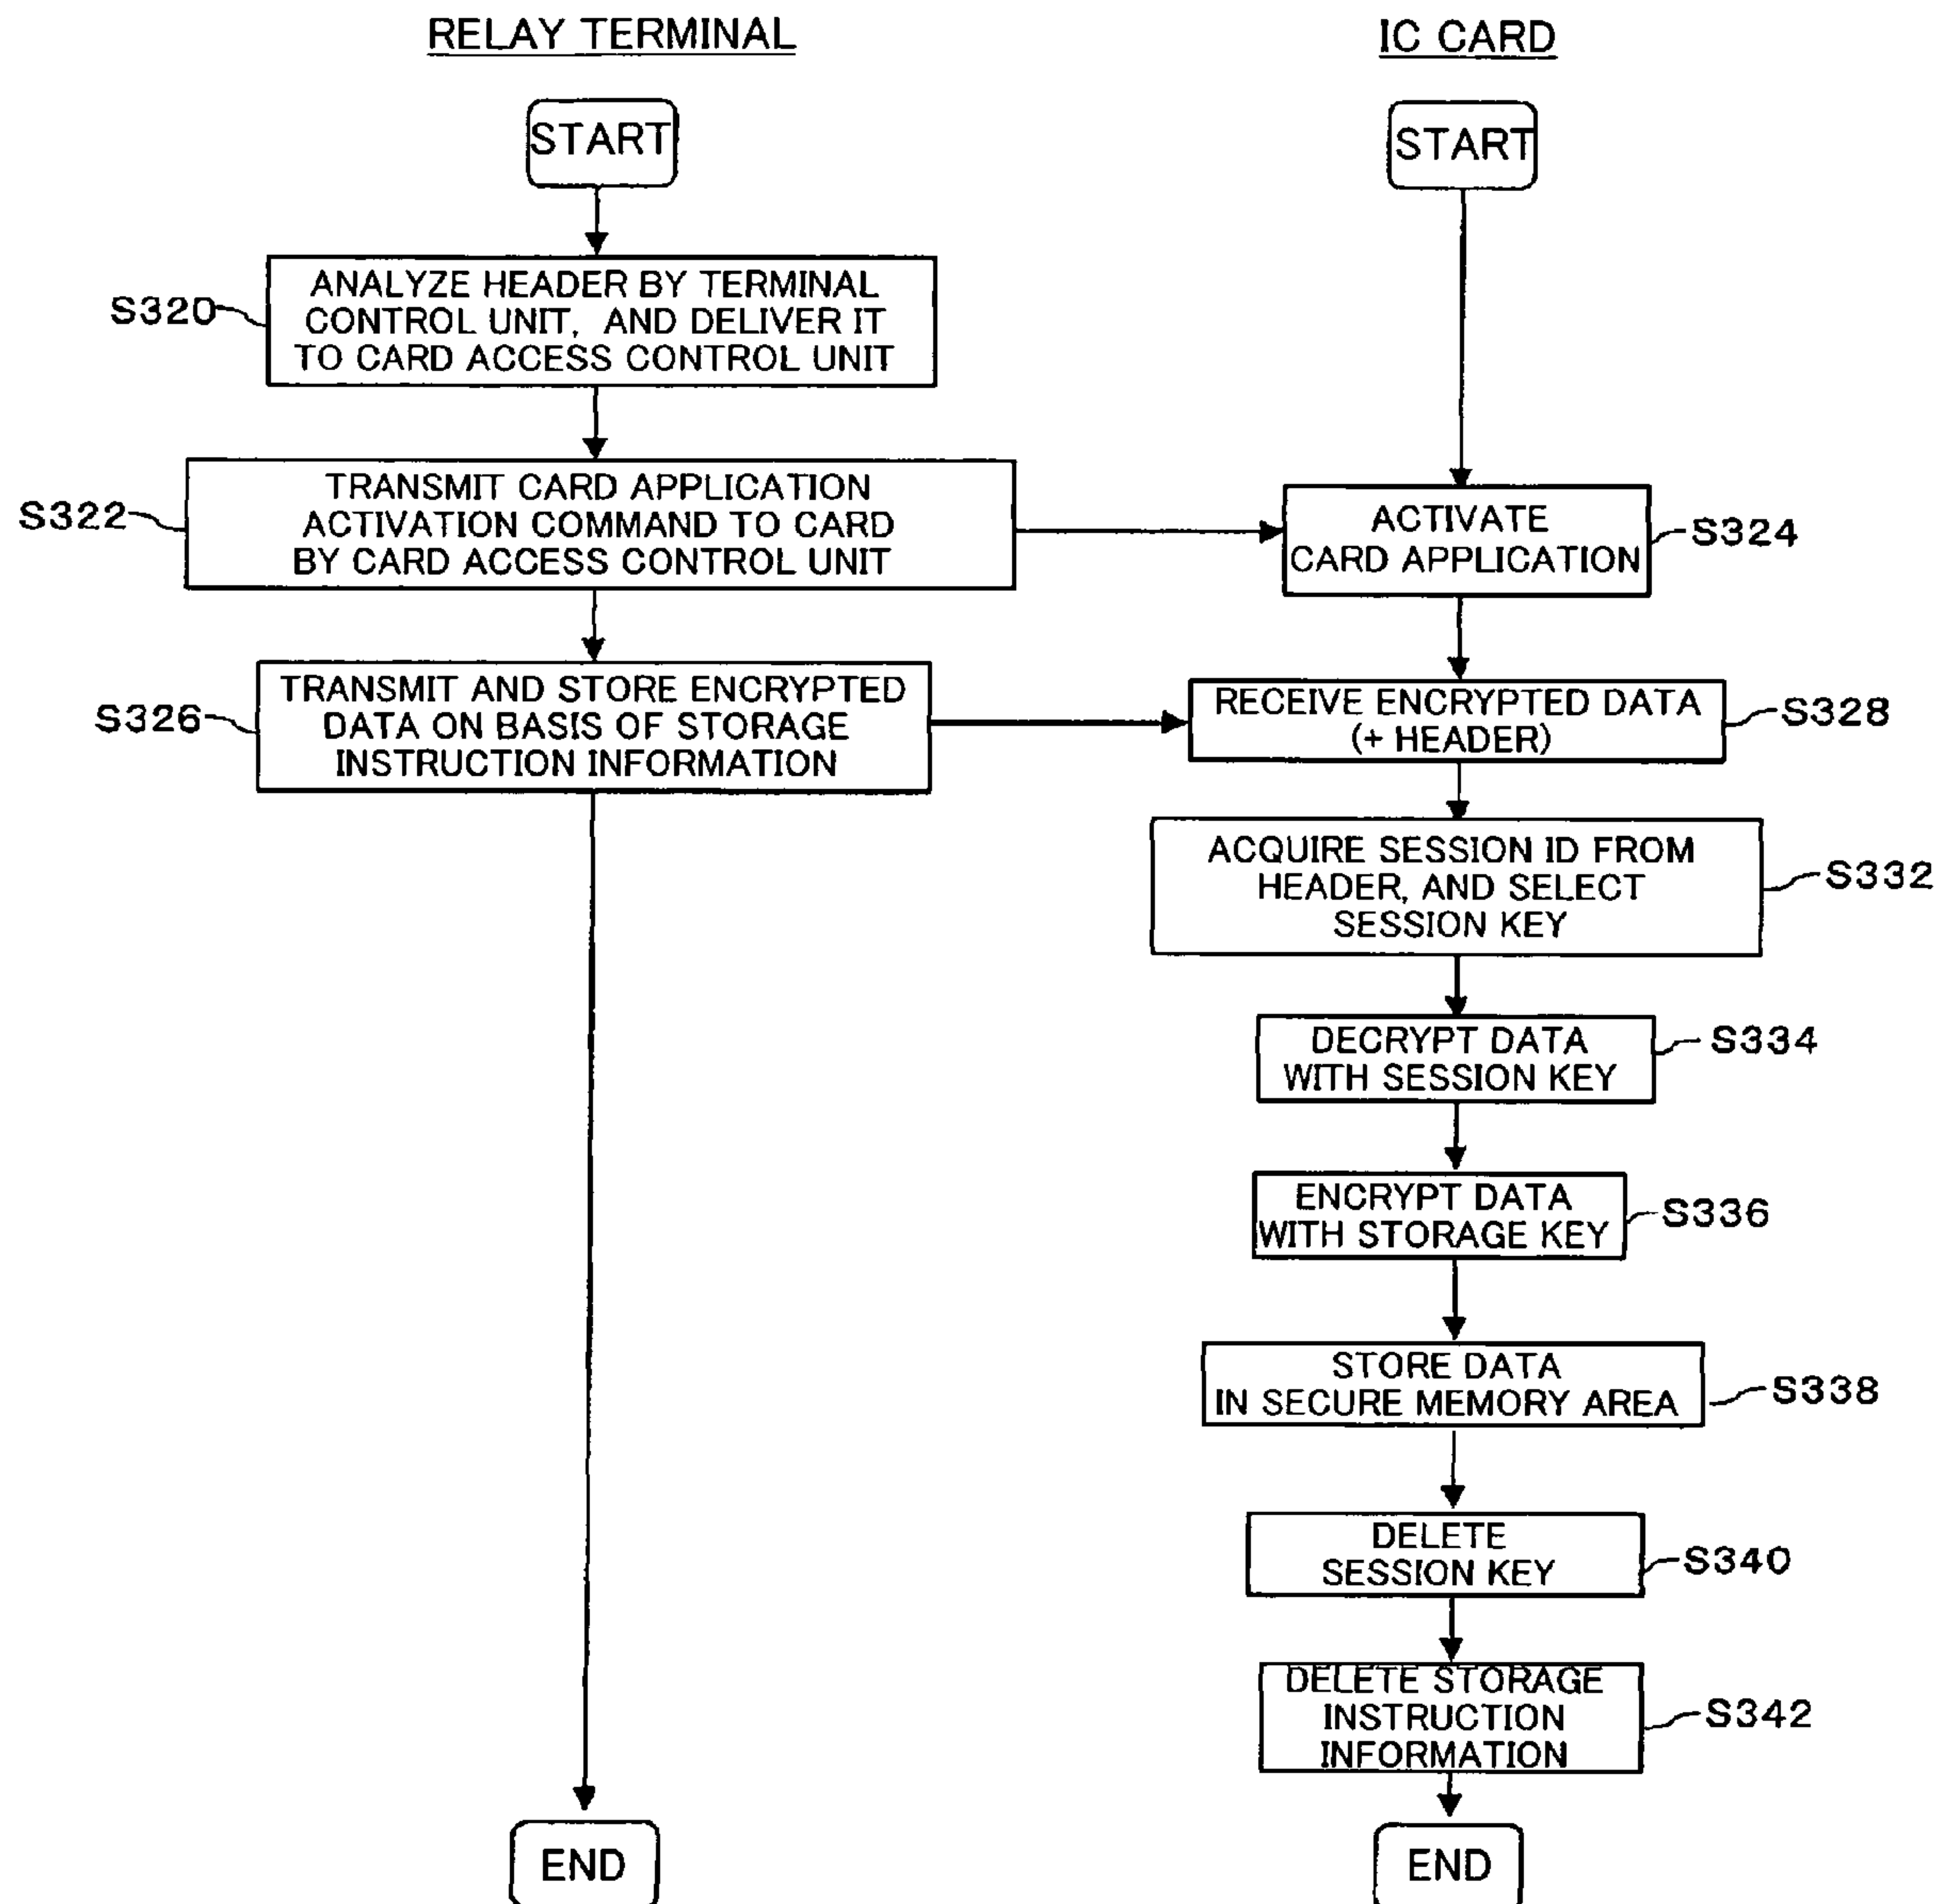 RELAY TERMINAL
IC CARD
START
START
S320
ANALYZE HEADER BY TERMINAL
CONTROL UNIT, AND DELIVER IT
TO CARD ACCESS CONTROL UNIT
S322
TRANSMIT CARD APPLICATION
ACTIVATION COMMAND TO CARD
BY CARD ACCESS CONTROL UNIT
ACTIVATE
CARD APPLICATION
S324
S326
TRANSMIT AND STORE ENCRYPTED
DATA ON BASIS OF STORAGE
INSTRUCTION INFORMATION
RECEIVE ENCRYPTED DATA
(+ HEADER)
S328
ACQUIRE SESSION ID FROM
HEADER, AND SELECT
SESSION KEY
S332
DECRYPT DATA
WITH SESSION KEY
S334
ENCRYPT DATA
WITH STORAGE KEY
S336
STORE DATA
IN SECURE MEMORY AREA
S338
DELETE
SESSION KEY
S340
DELETE STORAGE
INSTRUCTION
INFORMATION
S342
END
END